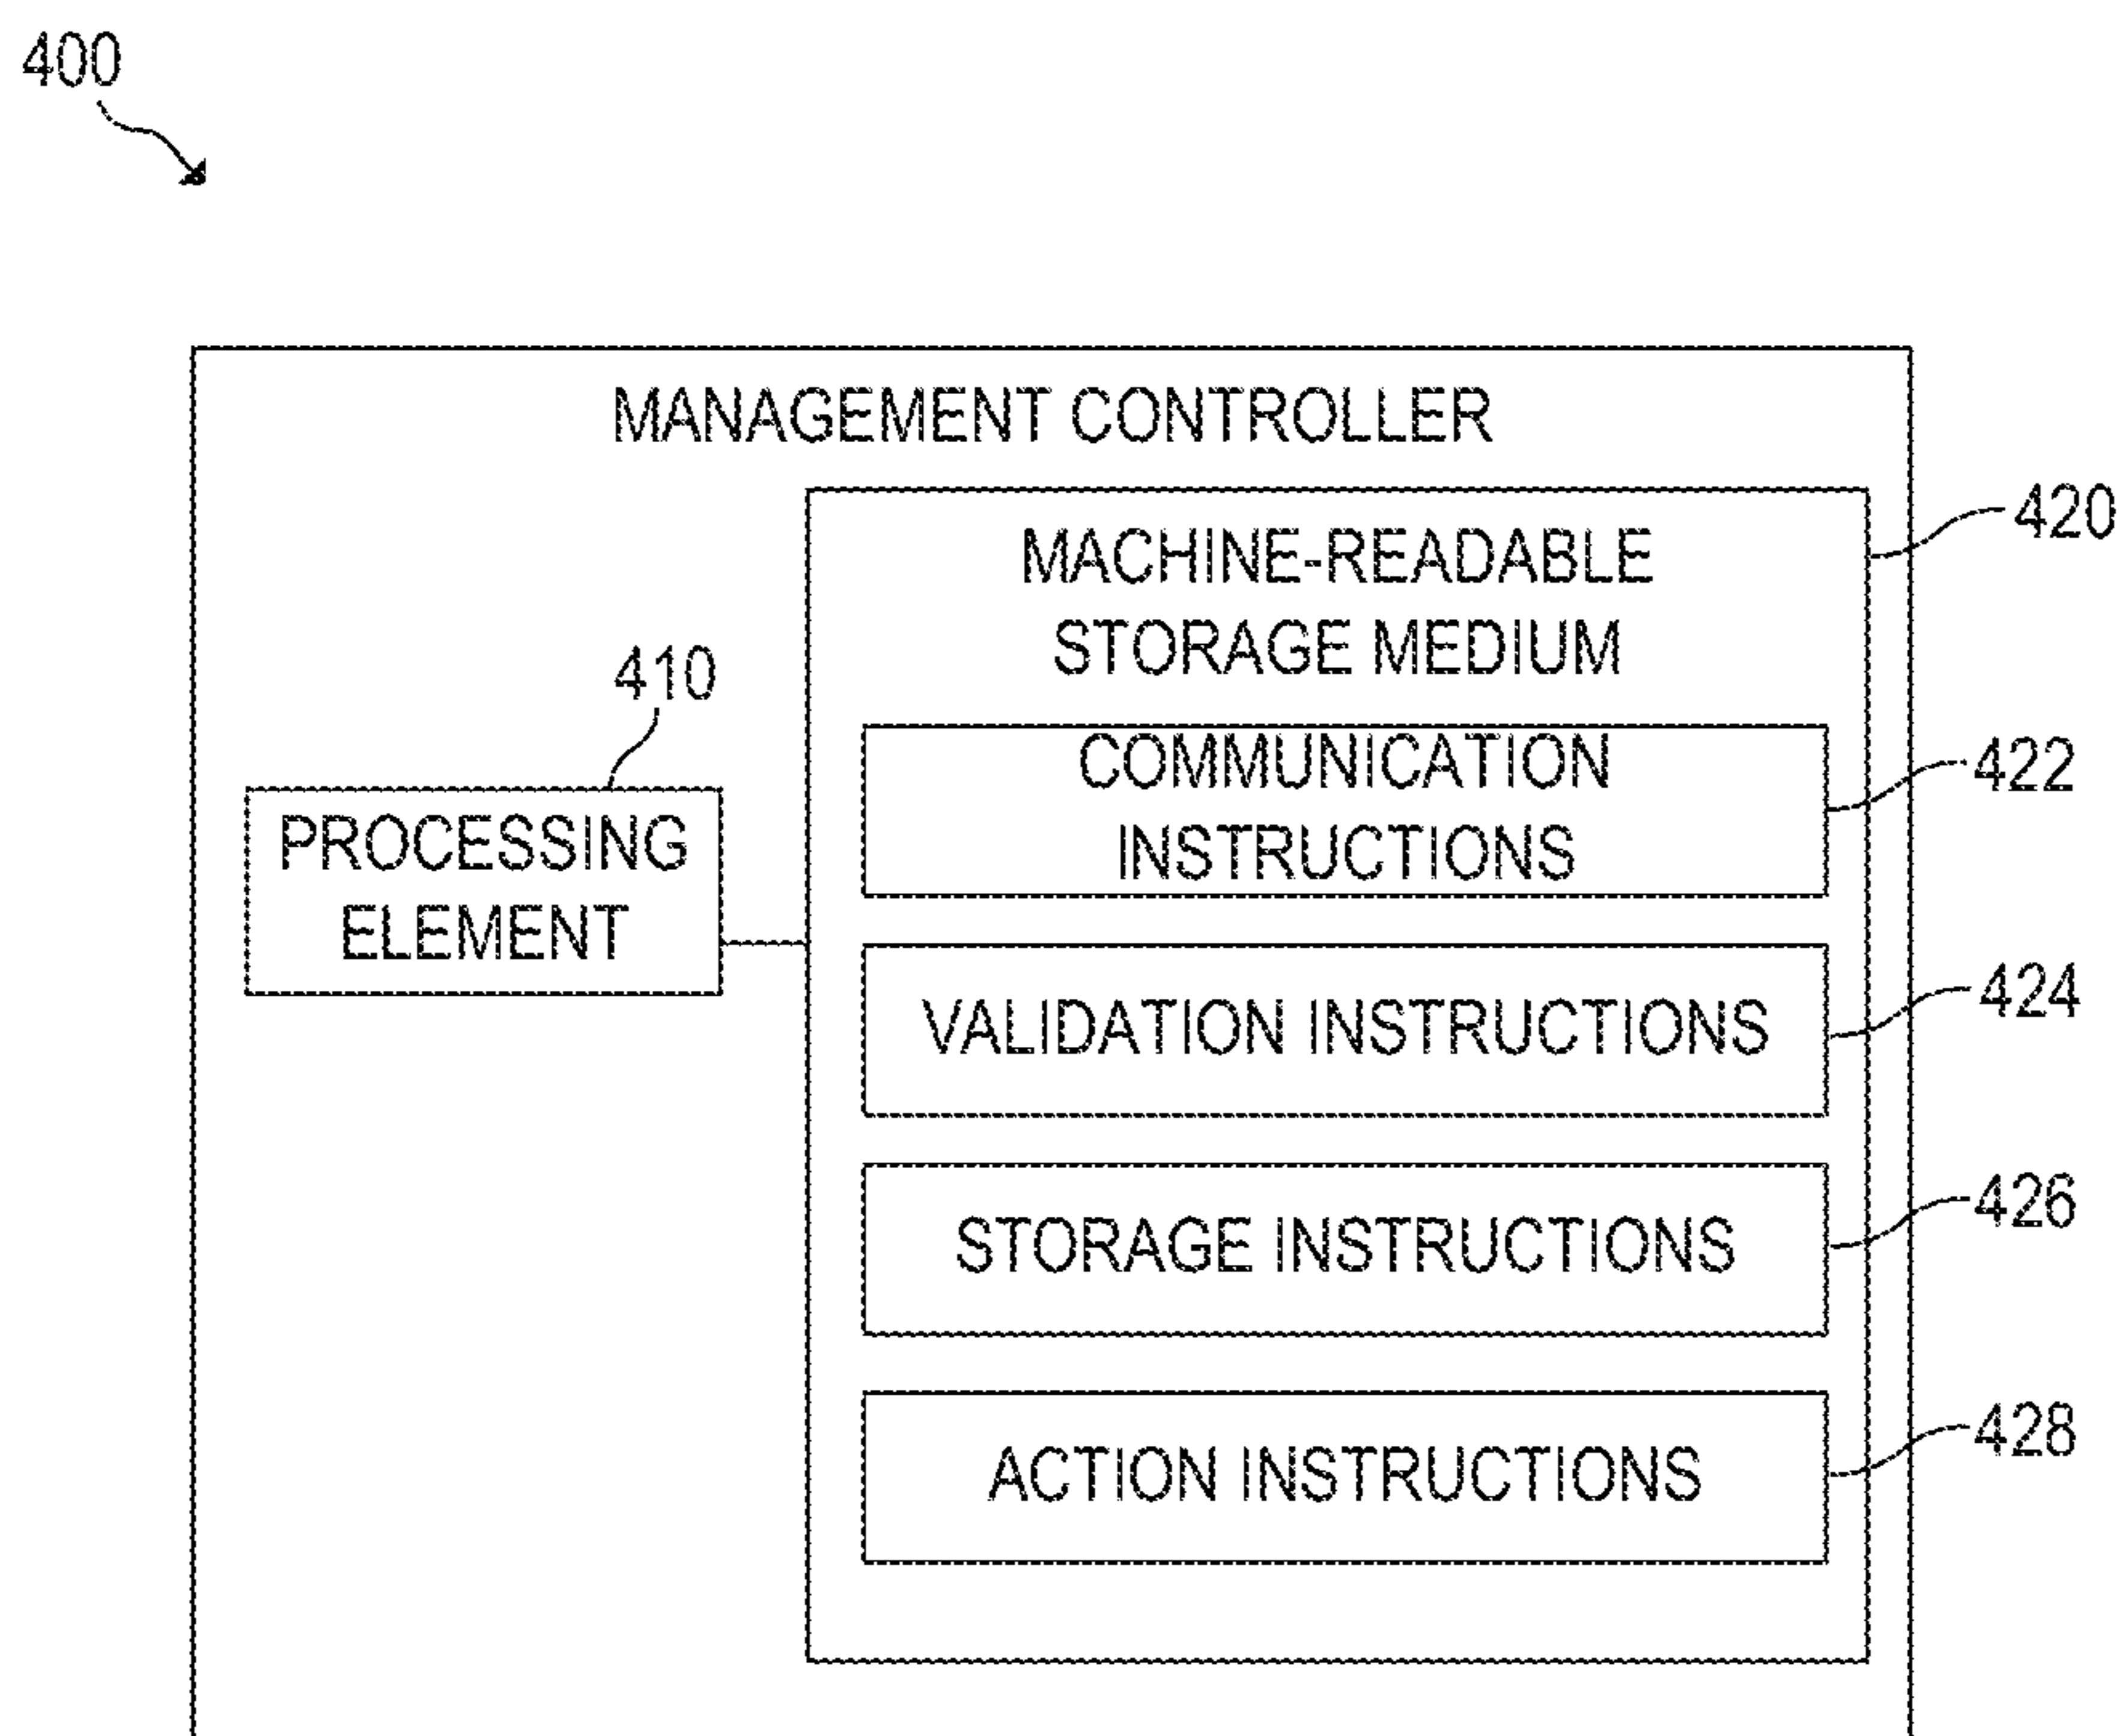 400
MANAGEMENT CONTROLLER
420
MACHINE-READABLE
STORAGE MEDIUM
410
PROCESSING
ELEMENT
COMMUNICATION
INSTRUCTIONS
422
VALIDATION INSTRUCTIONS
424
STORAGE INSTRUCTIONS
426
ACTION INSTRUCTIONS
428